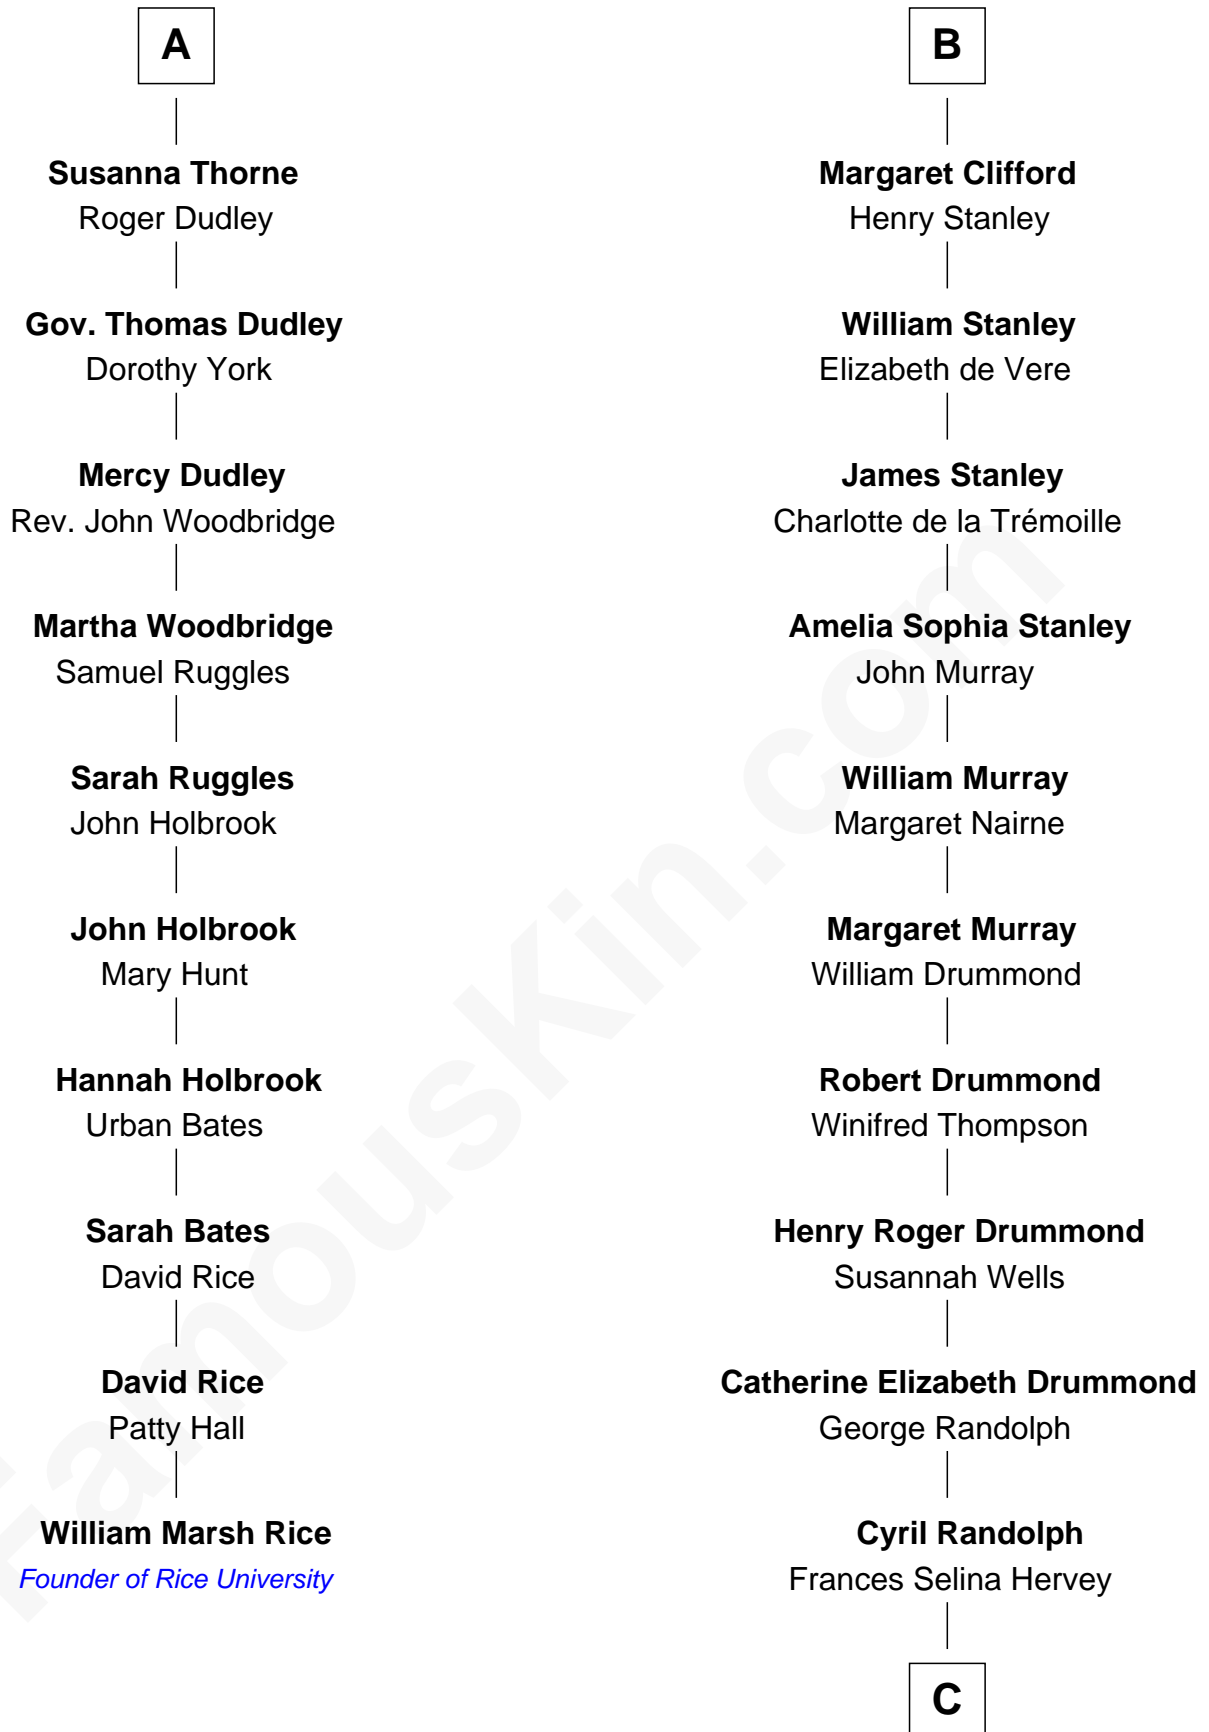 A
Susanna Thorne
Roger Dudley
Gov. Thomas Dudley
Dorothy York
Mercy Dudley
Rev. John Woodbridge
Martha Woodbridge
Samuel Ruggles
Sarah Ruggles
John Holbrook
John Holbrook
Mary Hunt
Hannah Holbrook
Urban Bates
Sarah Bates
David Rice
David Rice
Patty Hall
William Marsh Rice
Founder of Rice University
B
Margaret Clifford
Henry Stanley
William Stanley
Elizabeth de Vere
James Stanley
Charlotte de la Trémoille
Amelia Sophia Stanley
John Murray
William Murray
Margaret Nairne
Margaret Murray
William Drummond
Robert Drummond
Winifred Thompson
Henry Roger Drummond
Susannah Wells
Catherine Elizabeth Drummond
George Randolph
Cyril Randolph
Frances Selina Hervey
C
FamousKin.com